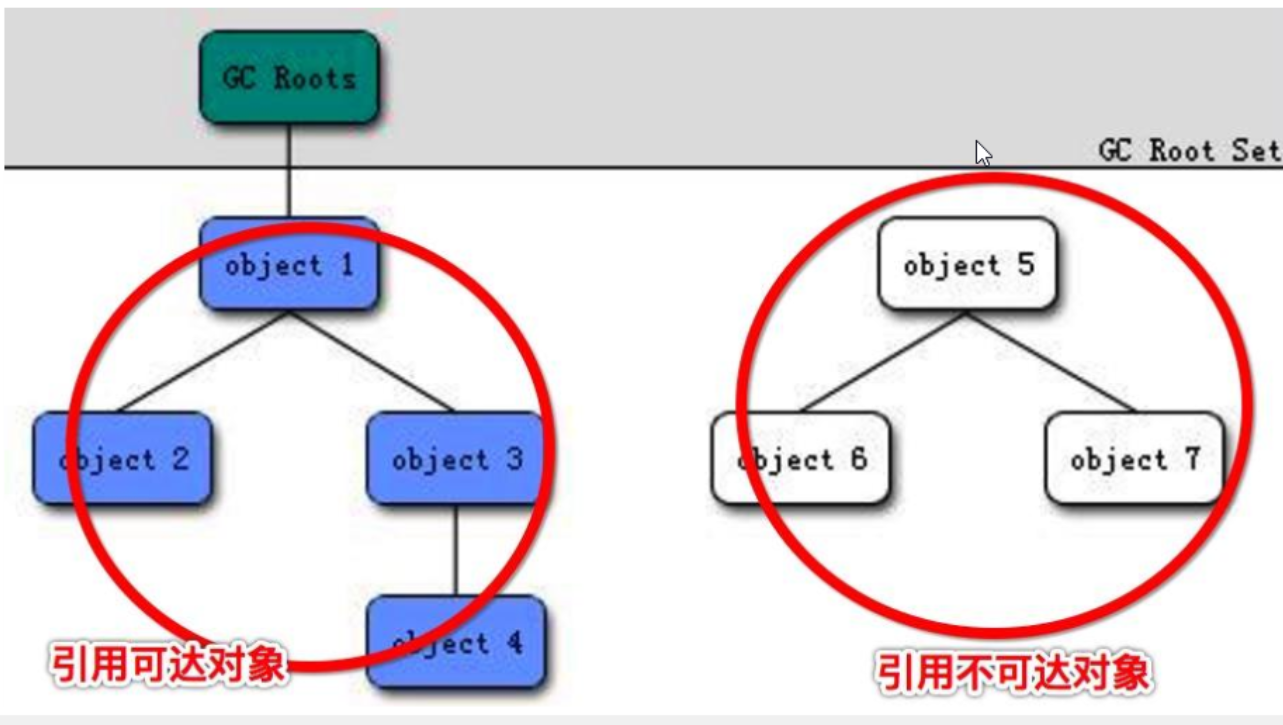 GC Roots
GC Root Set
object 1
object 5
object 2
object 3
object 6
object 7
object 4
引用可达对象
引用不可达对象